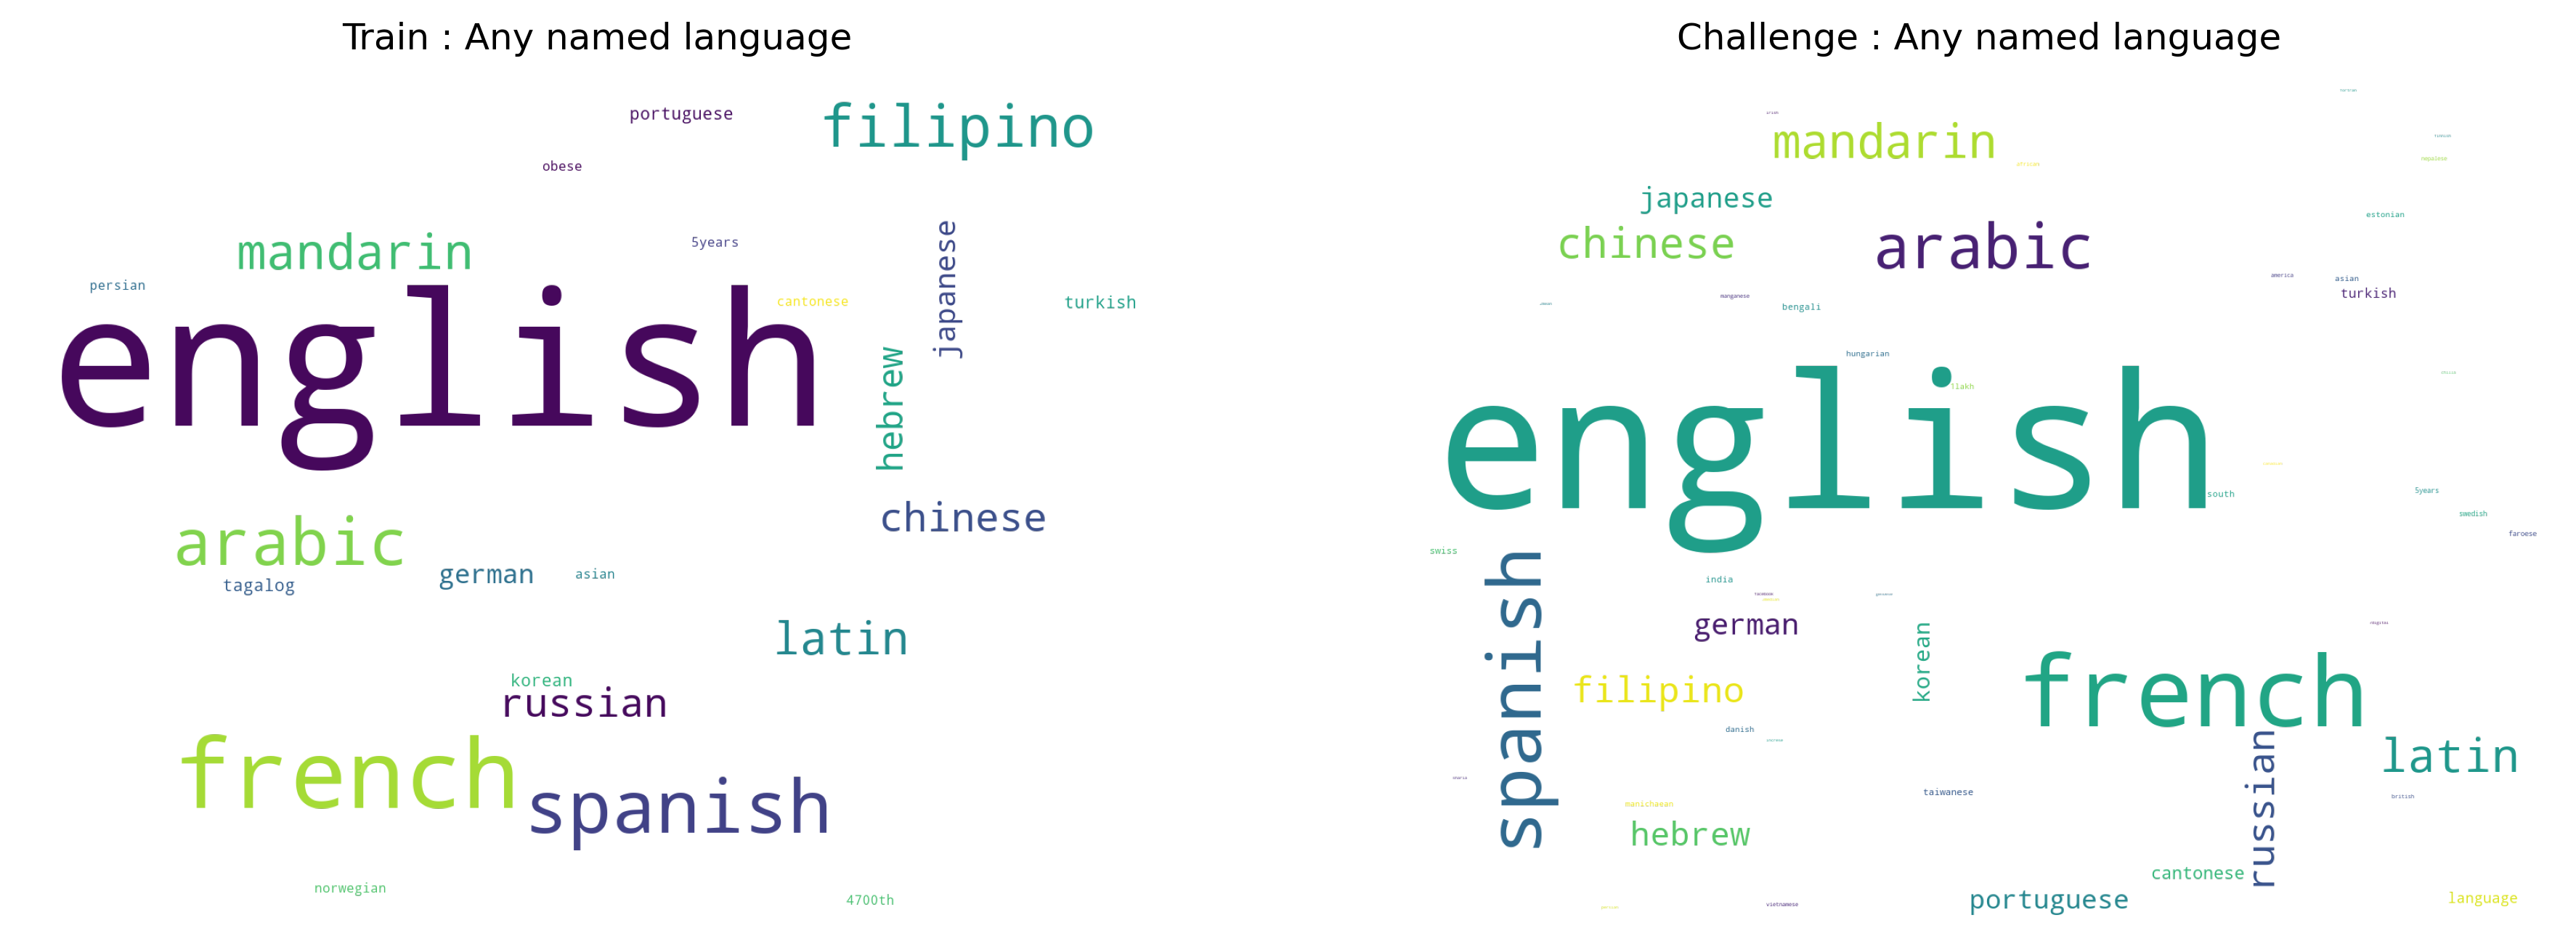 Train : Any named language
portuguese
filipino
obese
japanese
mandarin
5years
persian
cantonese
turkish
english
hebrew
chinese
arabic
german
asian
tagalog
latin
korean
russian
french
spanish
norwegian
4700th
Challenge : Any named language
mandarin
nepalese
japanese
estonian
chinese
arabic
america
asian
turkish
manganese
bengali
hungarian
english
11akh
south
5years
swedish
faroese
swiss
spanish
india
german
korean
filipino
french
danish
latin
russian
taiwanese
british
manichaean
hebrew
cantonese
portuguese
vietnamese
language